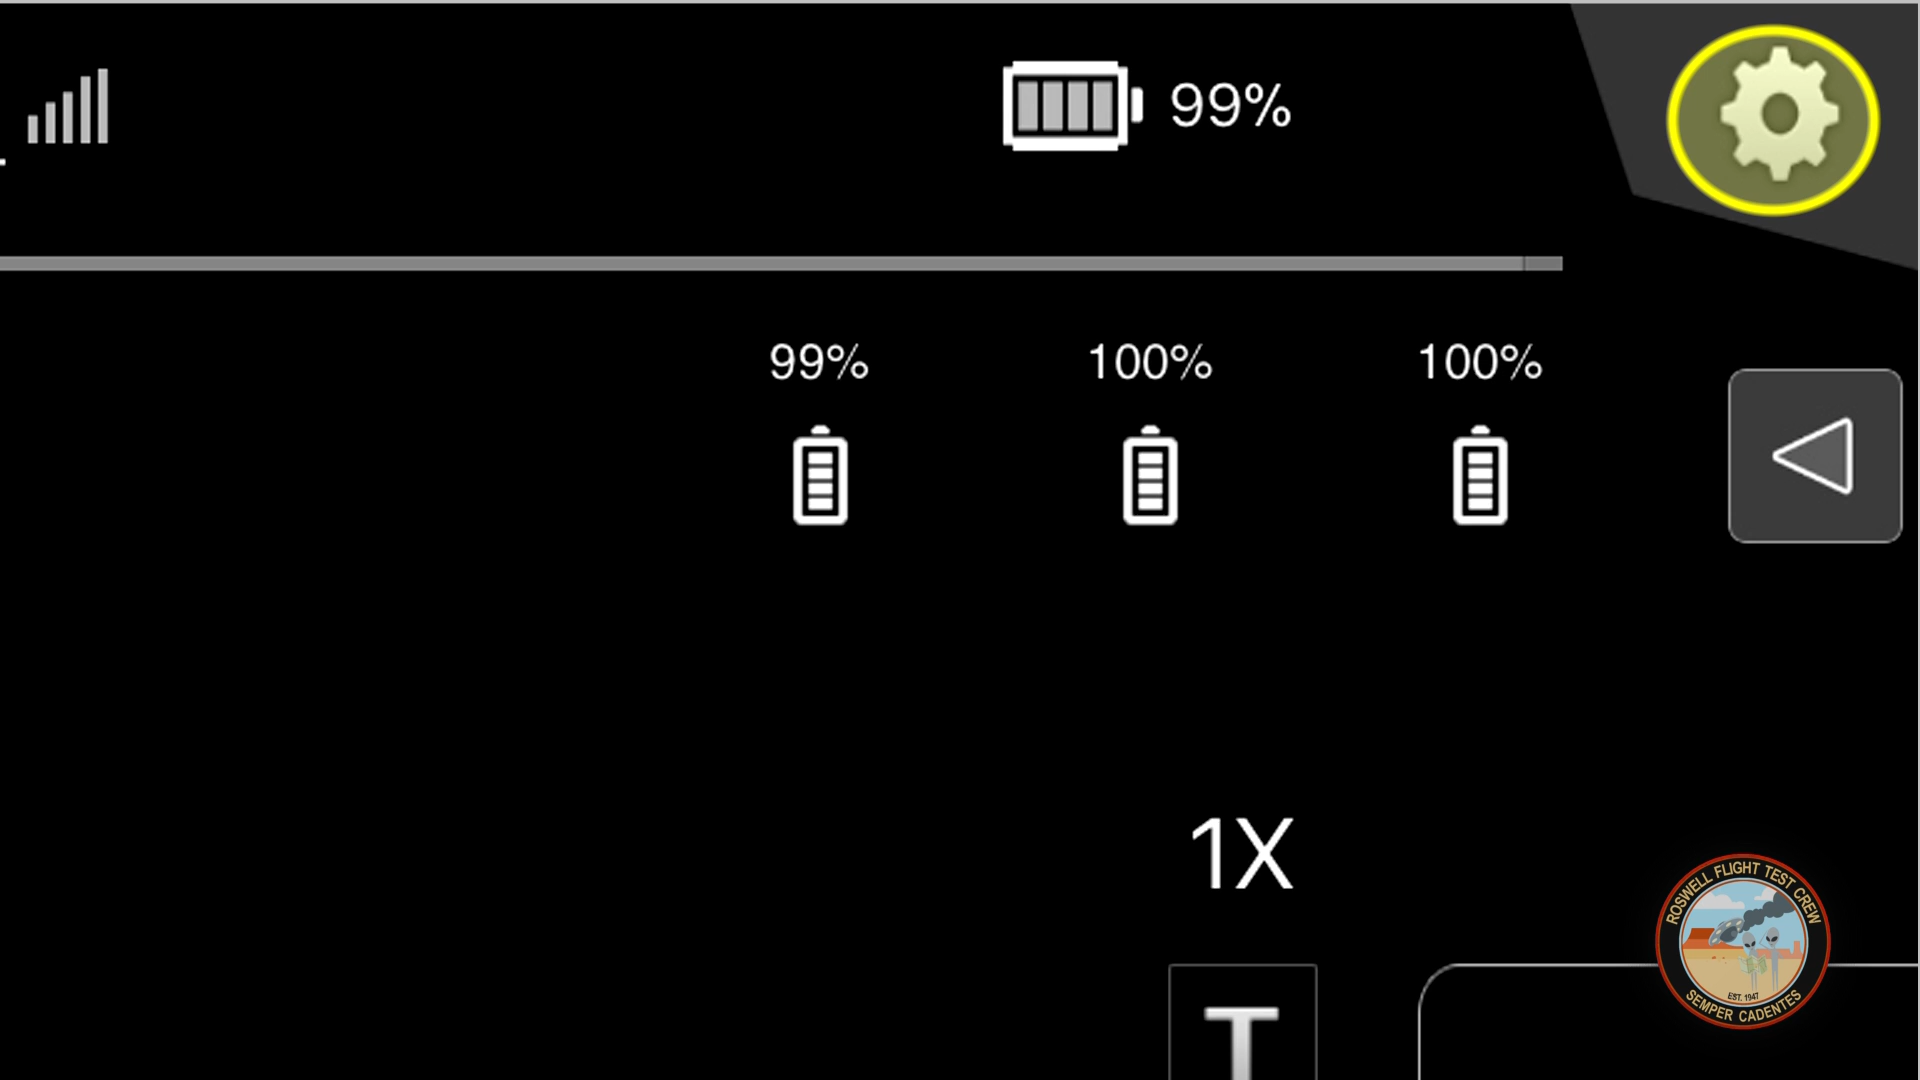 99%
99% 100% 100%
1X
T
ROSWELL FLIGHT TEST CREW
EST. 1947
SEMPER CADENTES